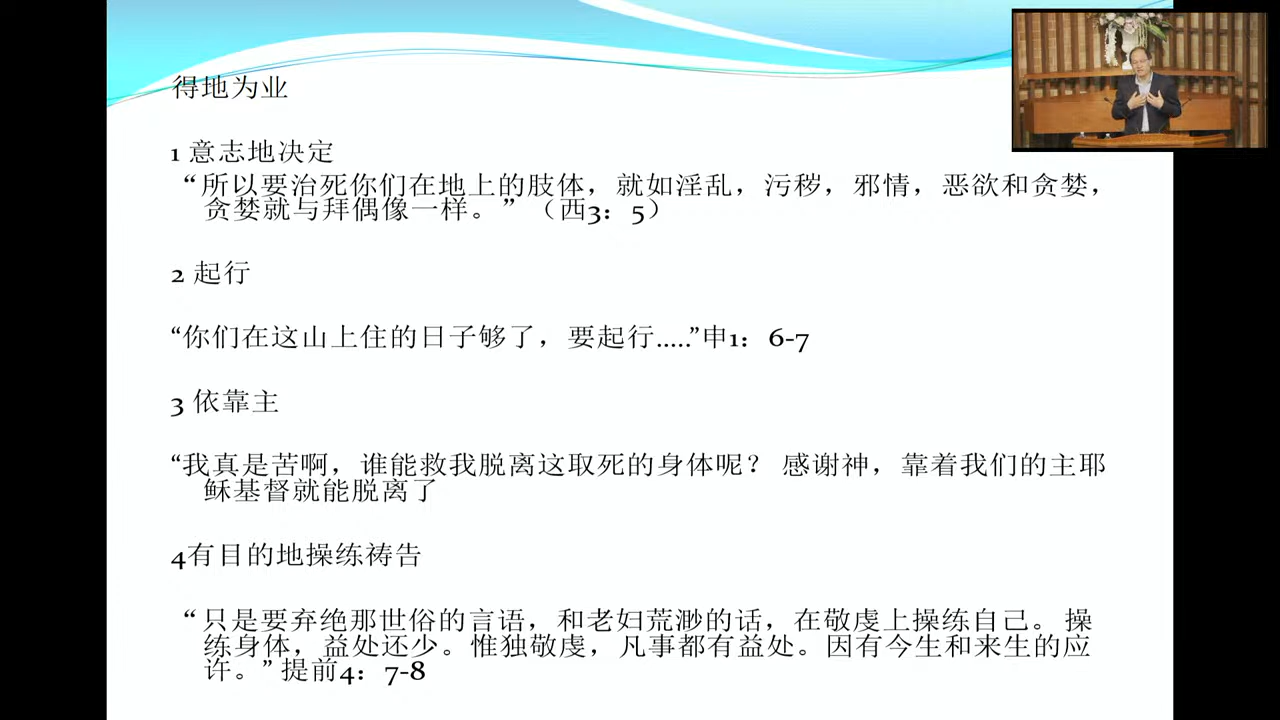 得地为业
1 意志地决定
“所以要治死你们在地上的肢体，就如淫乱，污秽，邪情，恶欲和贪婪，
贪婪就与拜偶像一样。”（西3：5）
2 起行
“你们在这山上住的日子够了，要起行.....”申1：6-7
3 依靠主
“我真是苦啊，谁能救我脱离这取死的身体呢？ 感谢神，靠着我们的主耶
稣基督就能脱离了
4有目的地操练祷告
“只是要弃绝那世俗的言语，和老妇荒渺的话，在敬虔上操练自己。操
练身体，益处还少。惟独敬虔，凡事都有益处。因有今生和来生的应
许。”提前4：7-8